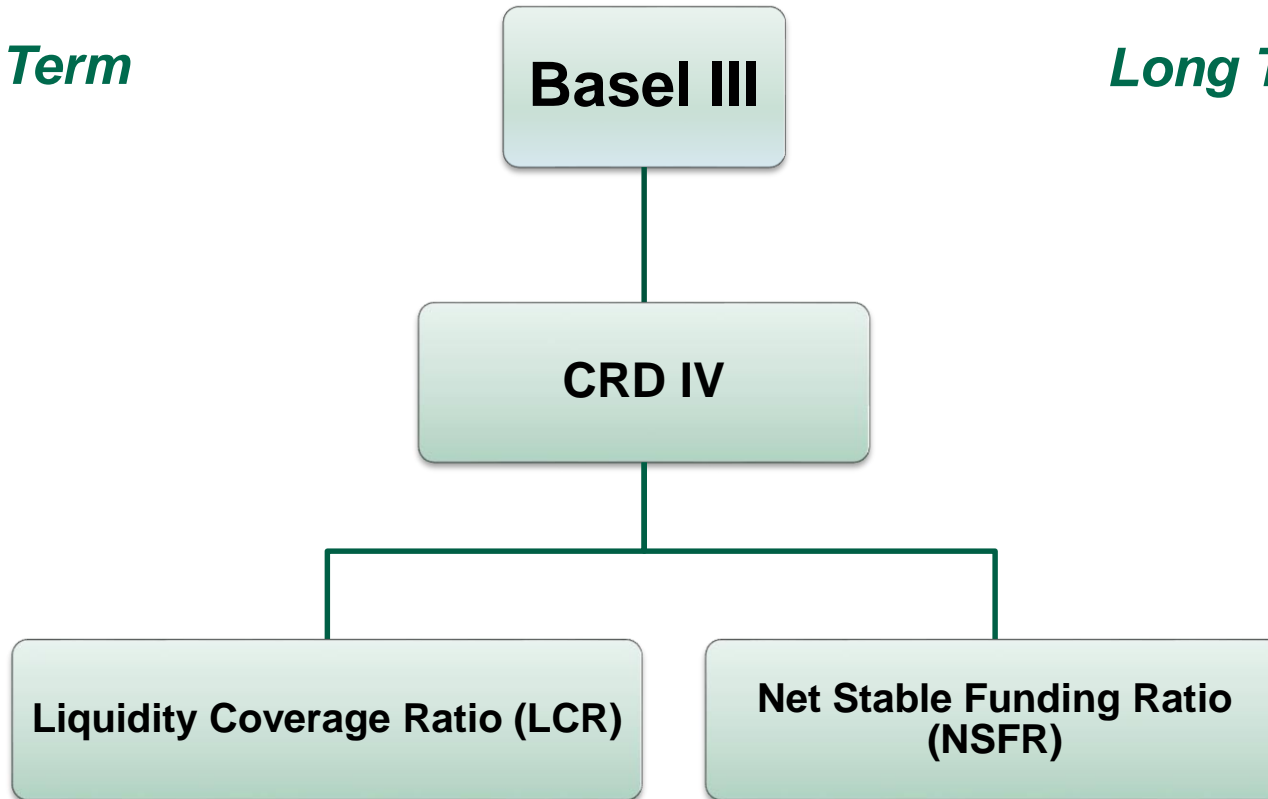 Term
Basel III
Long T
CRD IV
Liquidity Coverage Ratio (LCR)
Net Stable Funding Ratio
(NSFR)